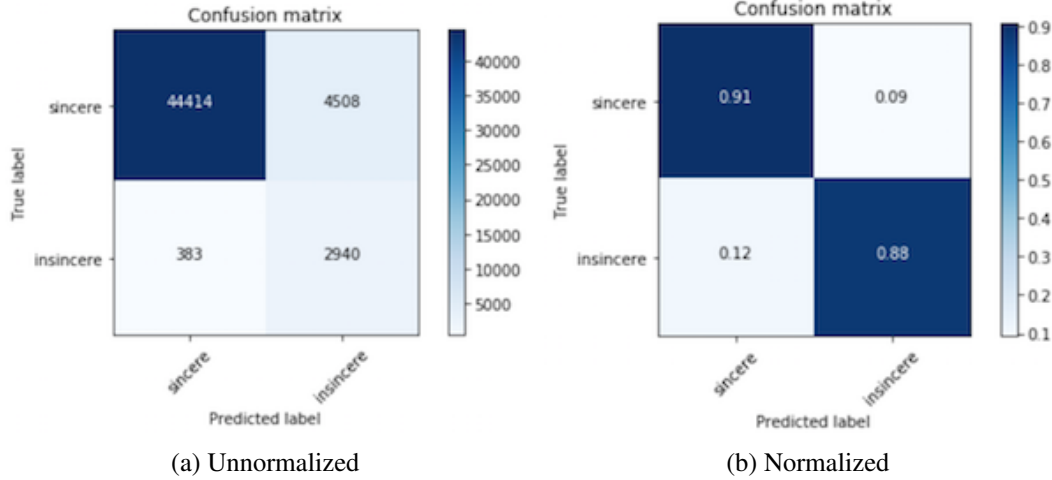 Confusion matrix
sincere
44414
4508
insincere
383
2940
True label
sincere
insincere
Predicted label
40000
35000
30000
25000
20000
15000
10000
5000
(a) Unnormalized
Confusion matrix
sincere
0.91
0.09
insincere
0.12
0.88
True label
sincere
insincere
Predicted label
0.9
0.8
0.7
0.6
0.5
0.4
0.3
0.2
0.1
(b) Normalized